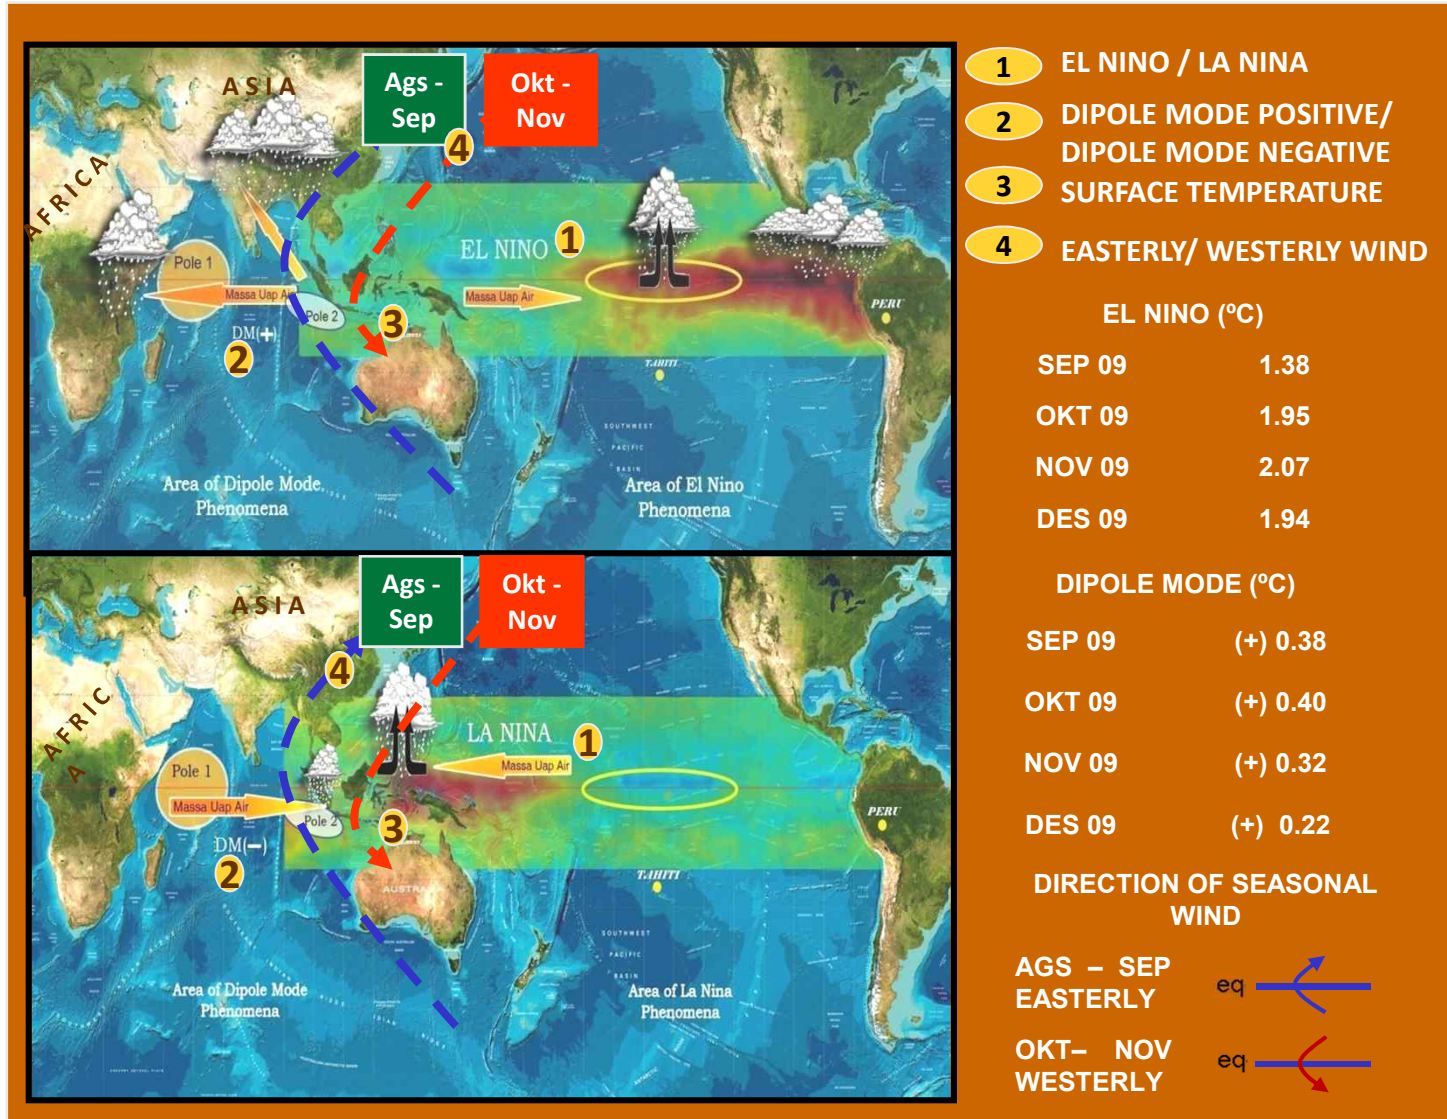 ASIA
AFRICA
Ags -
Sep
Okt -
Nov
4
EL NINO
1
Pole 1
Massa Uap Air
Pole 2
Massa Uap Air
3
DM(+)
2
PERU
TAHITI
SOUTHWEST
PACIFIC
BASIN
Area of Dipole Mode
Phenomena
Area of El Nino
Phenomena
Ags -
Sep
Okt -
Nov
ASIA
4
AFRIC
A
LA NINA
1
Massa Uap Air
Pole 1
Massa Uap Air
Pole 2
3
DM(−)
2
PERU
TAHITI
SOUTHWEST
PACIFIC
BASIN
Area of Dipole Mode
Phenomena
Area of La Nina
Phenomena
1 EL NINO / LA NINA
2 DIPOLE MODE POSITIVE/
DIPOLE MODE NEGATIVE
3 SURFACE TEMPERATURE
4 EASTERLY/ WESTERLY WIND
EL NINO (ºC)
SEP 09 1.38
OKT 09 1.95
NOV 09 2.07
DES 09 1.94
DIPOLE MODE (ºC)
SEP 09 (+) 0.38
OKT 09 (+) 0.40
NOV 09 (+) 0.32
DES 09 (+) 0.22
DIRECTION OF SEASONAL
WIND
AGS – SEP
EASTERLY
eq
OKT– NOV
WESTERLY
eq